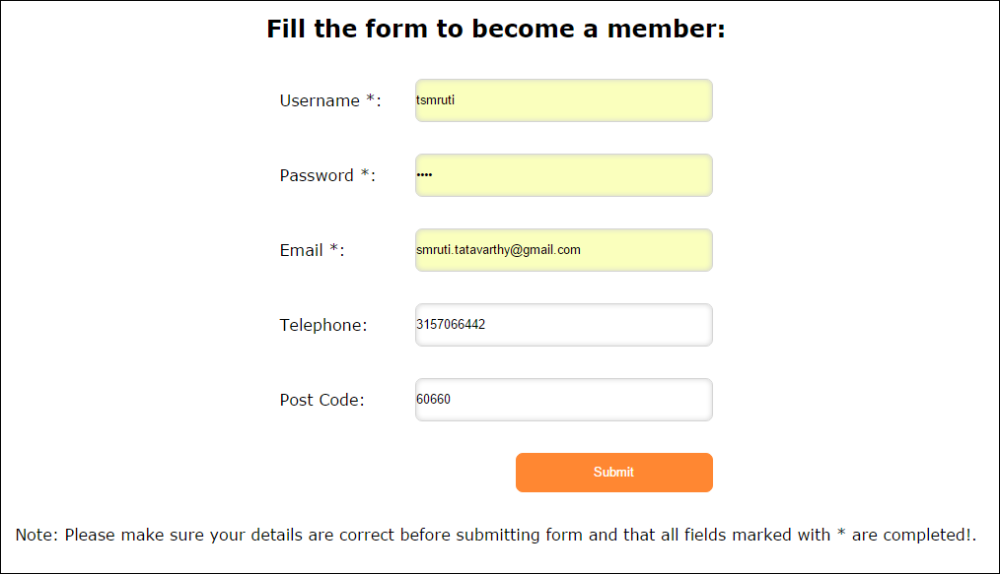 Fill the form to become a member:
Username *: tsmruti
Password *: ••••
Email *: smruti.tatavarthy@gmail.com
Telephone: 3157066442
Post Code: 60660
Submit
Note: Please make sure your details are correct before submitting form and that all fields marked with * are completed!.